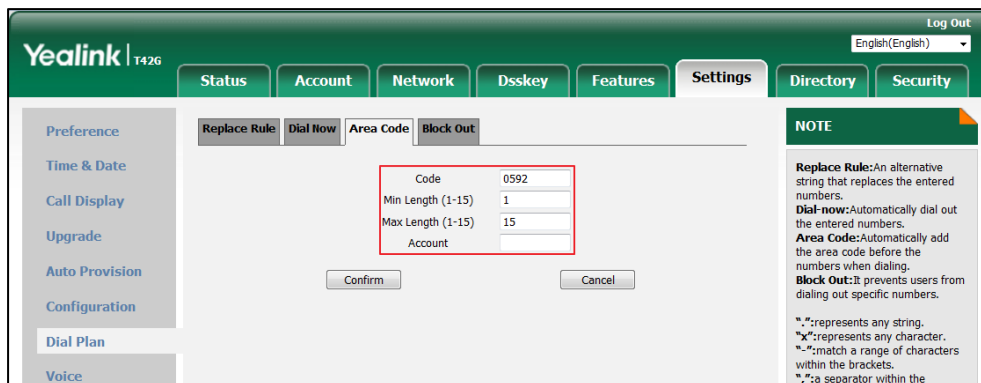 Log Out
English(English)
Yealink | T42G
Status Account Network Dsskey Features Settings Directory Security
Preference
Time & Date
Call Display
Upgrade
Auto Provision
Configuration
Dial Plan
Voice
Replace Rule Dial Now Area Code Block Out
Code 0592
Min Length (1-15) 1
Max Length (1-15) 15
Account
Confirm Cancel
NOTE
Replace Rule:An alternative
string that replaces the entered
numbers.
Dial-now:Automatically dial out
the entered numbers.
Area Code:Automatically add
the area code before the
numbers when dialing.
Block Out:It prevents users from
dialing out specific numbers.
".":represents any string.
"x":represents any character.
"-":match a range of characters
within the brackets.
",":a separator within the